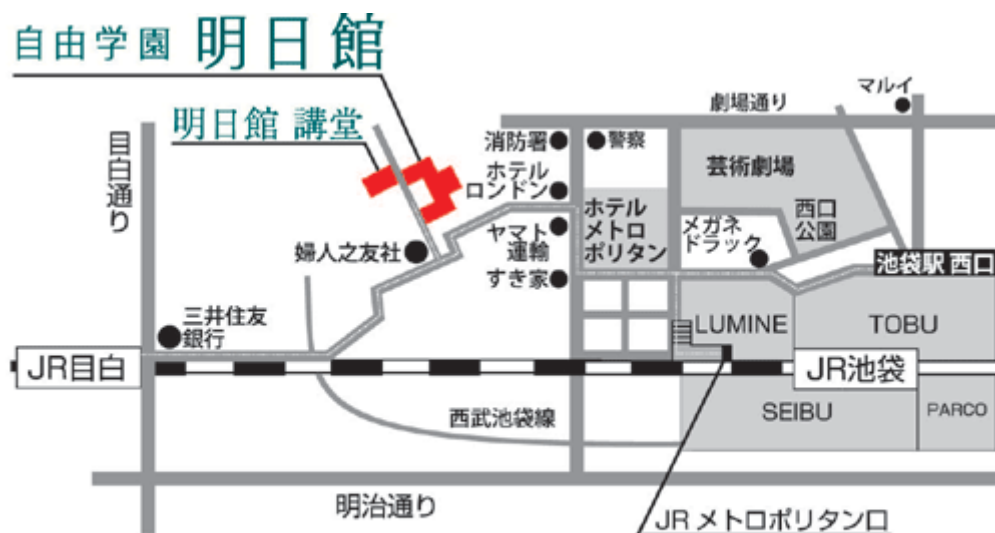 自由学園 明日館
明日館 講堂
目白通り
劇場通り
マルイ
消防署
警察
ホテル
ロンドン
芸術劇場
ホテル
メトロ
ポリタン
西口
公園
メガネ
ドラック
ヤマト
運輸
婦人之友社
すき家
池袋駅 西口
三井住友
銀行
LUMINE
TOBU
JR目白
JR池袋
西武池袋線
SEIBU
PARCO
明治通り
JRメトロポリタン口